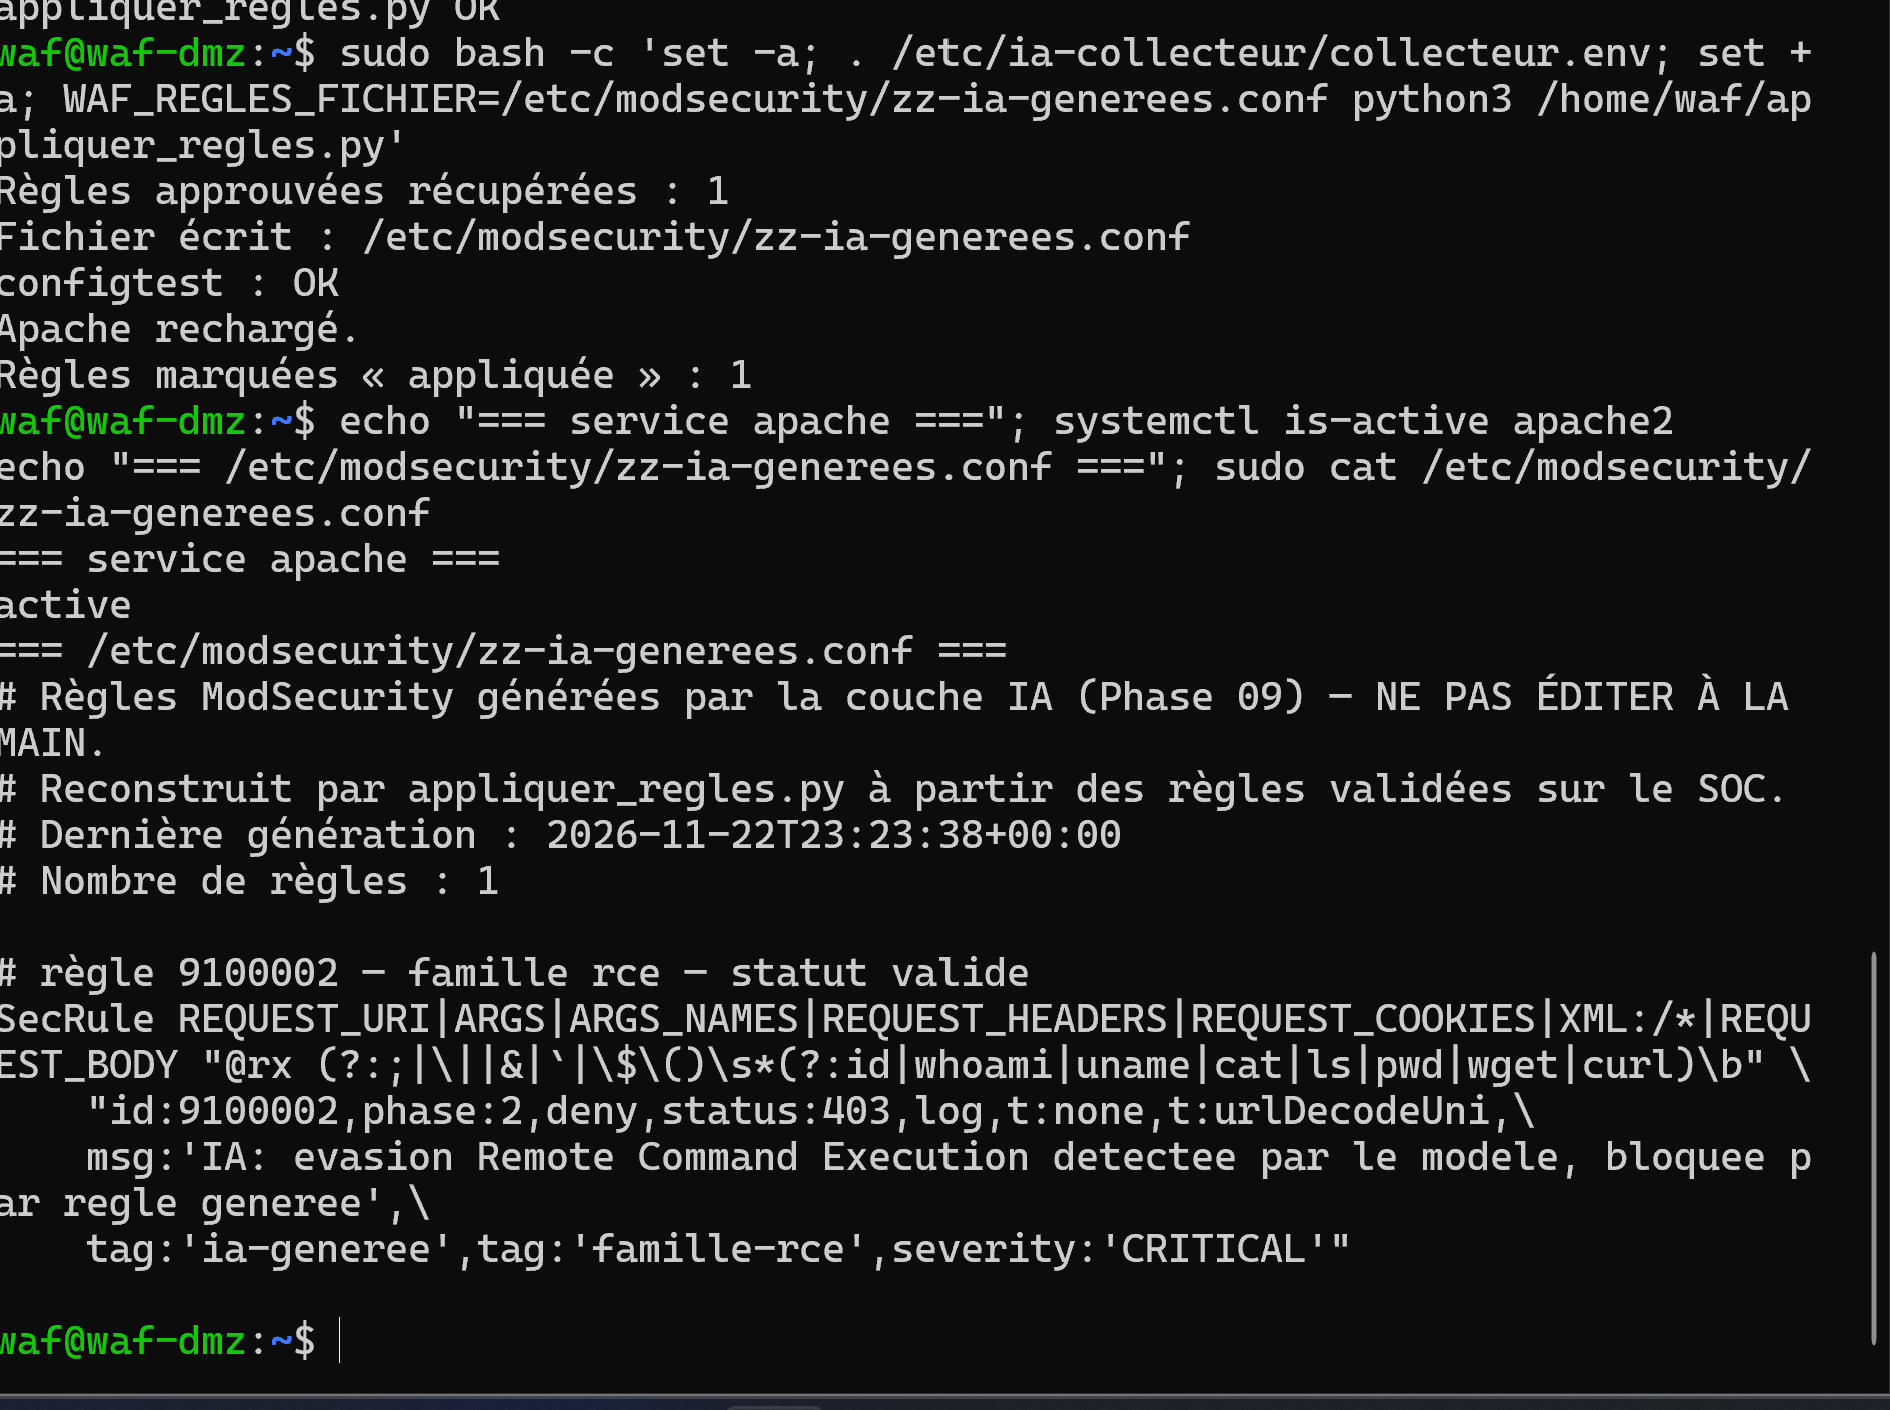 appliquer_regles.py OK
waf@waf-dmz:~$ sudo bash -c 'set -a; . /etc/ia-collecteur/collecteur.env; set +
a; WAF_REGLES_FICHIER=/etc/modsecurity/zz-ia-generees.conf python3 /home/waf/ap
pliquer_regles.py'
Règles approuvées récupérées : 1
Fichier écrit : /etc/modsecurity/zz-ia-generees.conf
configtest : OK
Apache rechargé.
Règles marquées « appliquée » : 1
waf@waf-dmz:~$ echo "=== service apache ==="; systemctl is-active apache2
echo "=== /etc/modsecurity/zz-ia-generees.conf ==="; sudo cat /etc/modsecurity/
zz-ia-generees.conf
=== service apache ===
active
=== /etc/modsecurity/zz-ia-generees.conf ===
# Règles ModSecurity générées par la couche IA (Phase 09) — NE PAS ÉDITER À LA
MAIN.
# Reconstruit par appliquer_regles.py à partir des règles validées sur le SOC.
# Dernière génération : 2026-11-22T23:23:38+00:00
# Nombre de règles : 1
# règle 9100002 — famille rce — statut valide
SecRule REQUEST_URI|ARGS|ARGS_NAMES|REQUEST_HEADERS|REQUEST_COOKIES|XML:/*|REQU
EST_BODY "@rx (?:;|\||&|`|\$\()\s*(?:id|whoami|uname|cat|ls|pwd|wget|curl)\b" \
    "id:9100002,phase:2,deny,status:403,log,t:none,t:urlDecodeUni,\
    msg:'IA: evasion Remote Command Execution detectee par le modele, bloquee p
ar regle generee',\
    tag:'ia-generee',tag:'famille-rce',severity:'CRITICAL'"
waf@waf-dmz:~$